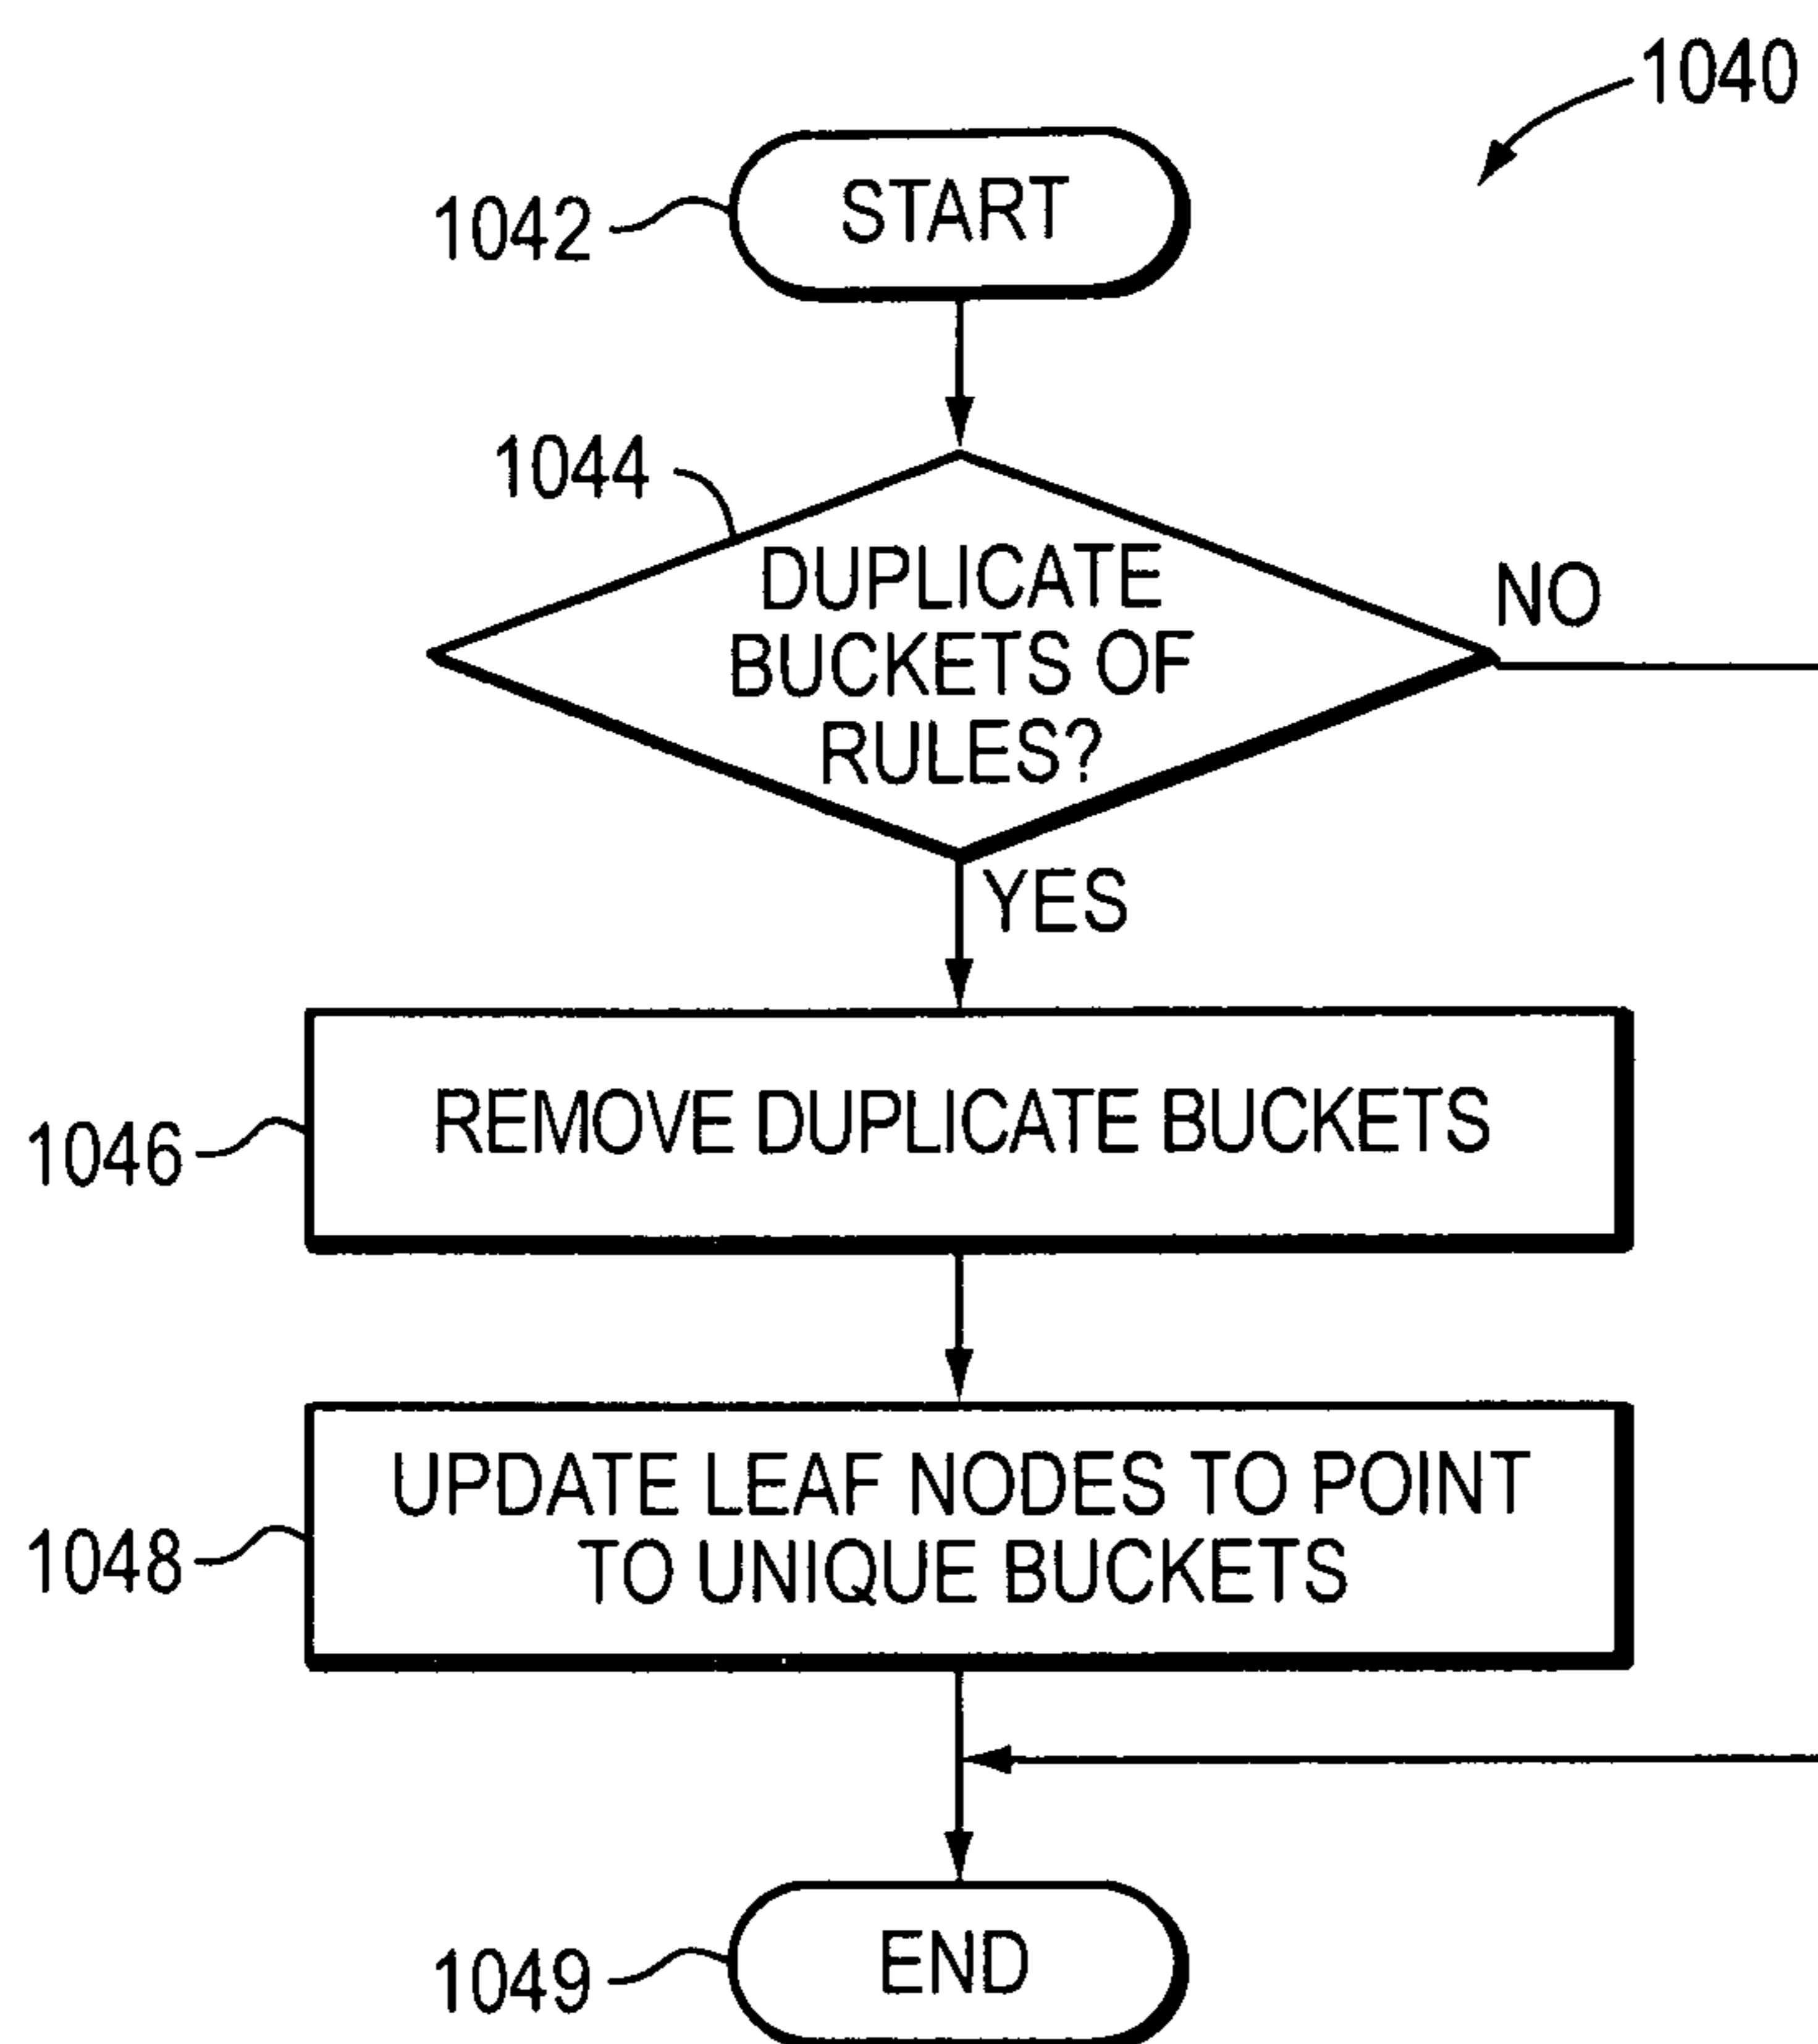 1040
START
1042
1044
DUPLICATE
BUCKETS OF
RULES?
NO
YES
REMOVE DUPLICATE BUCKETS
1046
UPDATE LEAF NODES TO POINT
TO UNIQUE BUCKETS
1048
END
1049